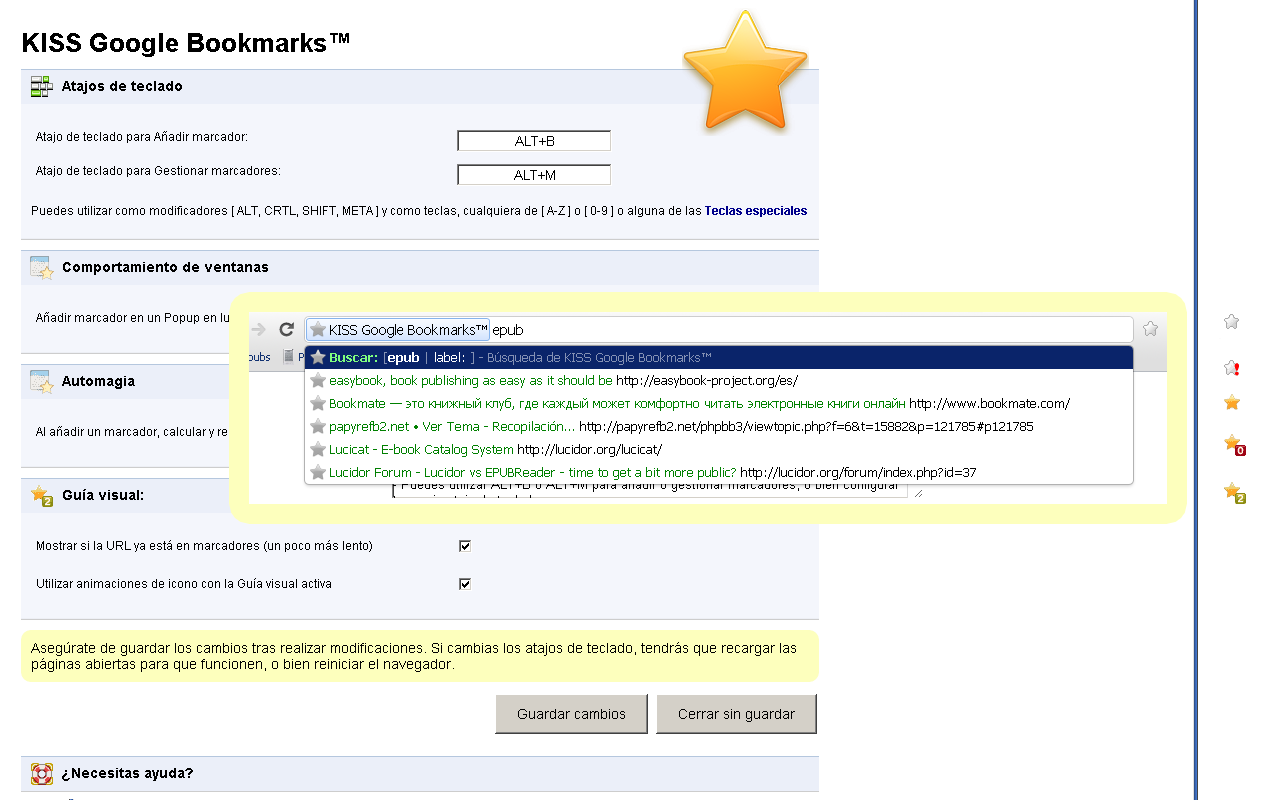 KISS Google Bookmarks™
Atajos de teclado
Atajo de teclado para Añadir marcador:
ALT+B
Atajo de teclado para Gestionar marcadores:
ALT+M
Puedes utilizar como modificadores [ ALT, CRTL, SHIFT, META ] y como teclas, cualquiera de [ A-Z ] o [ 0-9 ] o alguna de las Teclas especiales
Comportamiento de ventanas
Añadir marcador en un Popup en lu
KISS Google Bookmarks™ epub
Buscar: [epub | label: ] - Búsqueda de KISS Google Bookmarks™
easybook, book publishing as easy as it should be http://easybook-project.org/es/
Bookmate — это книжный клуб, где каждый может комфортно читать электронные книги онлайн http://www.bookmate.com/
papyrefb2.net • Ver Tema - Recopilación... http://papyrefb2.net/phpbb3/viewtopic.php?f=6&t=15882&p=121785#p121785
Lucicat - E-book Catalog System http://lucidor.org/lucicat/
Lucidor Forum - Lucidor vs EPUBReader - time to get a bit more public? http://lucidor.org/forum/index.php?id=37
Puedes utilizar ALT+B o ALT+M para añadir o gestionar marcadores, o bien configurar
Automagia
Al añadir un marcador, calcular y re
Guía visual:
Mostrar si la URL ya está en marcadores (un poco más lento)
Utilizar animaciones de icono con la Guía visual activa
Asegúrate de guardar los cambios tras realizar modificaciones. Si cambias los atajos de teclado, tendrás que recargar las
páginas abiertas para que funcionen, o bien reiniciar el navegador.
Guardar cambios
Cerrar sin guardar
¿Necesitas ayuda?
0
2